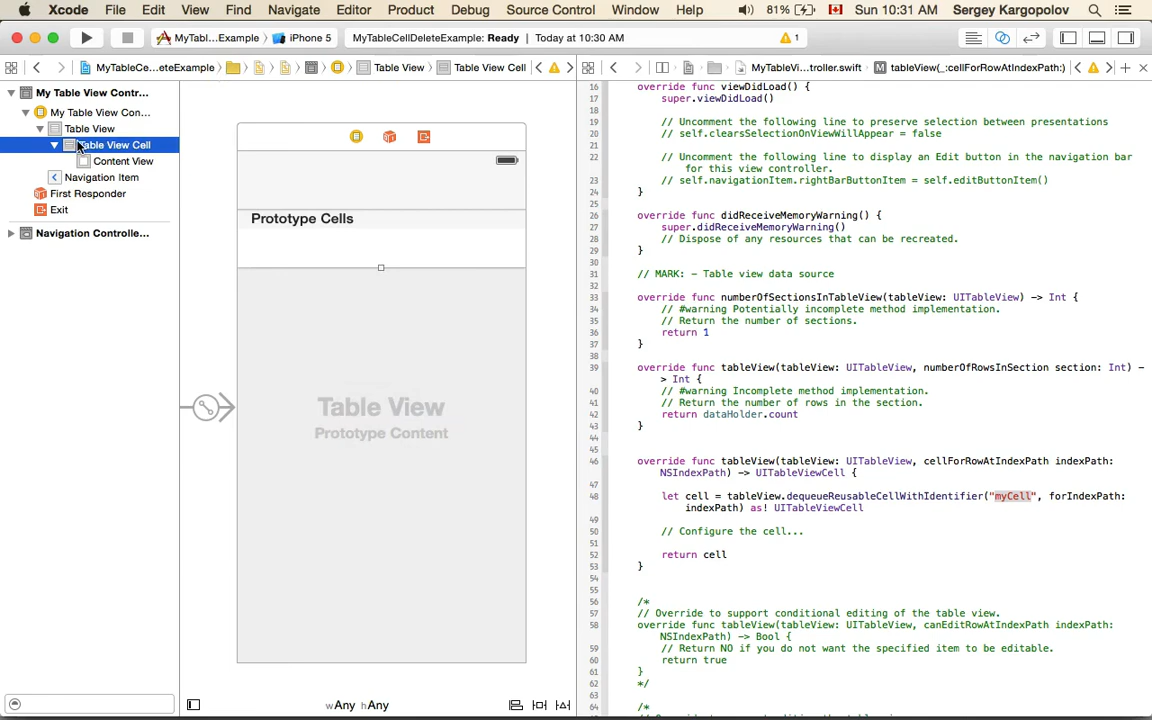 Xcode File Edit View Find Navigate Editor Product Debug Source Control Window Help 81% Sun 10:31 AM Sergey Kargopolov
MyTabl...Example iPhone 5 MyTableCellDeleteExample: Ready Today at 10:30 AM 1
MyTableCe...eteExample Table View Table View Cell MyTableVi...troller.swift M tableView(_:cellForRowAtIndexPath:)
My Table View Contr...
My Table View Con...
Table View
Table View Cell
Content View
Navigation Item
First Responder
Exit
Navigation Controlle...
Prototype Cells
Table View
Prototype Content
wAny hAny
16 override func viewDidLoad() {
17 super.viewDidLoad()
18
19 // Uncomment the following line to preserve selection between presentations
20 // self.clearsSelectionOnViewWillAppear = false
21
22 // Uncomment the following line to display an Edit button in the navigation bar
for this view controller.
23 // self.navigationItem.rightBarButtonItem = self.editButtonItem()
24 }
25
26 override func didReceiveMemoryWarning() {
27 super.didReceiveMemoryWarning()
28 // Dispose of any resources that can be recreated.
29 }
30
31 // MARK: - Table view data source
32
33 override func numberOfSectionsInTableView(tableView: UITableView) -> Int {
34 // #warning Potentially incomplete method implementation.
35 // Return the number of sections.
36 return 1
37 }
38
39 override func tableView(tableView: UITableView, numberOfRowsInSection section: Int) -
> Int {
40 // #warning Incomplete method implementation.
41 // Return the number of rows in the section.
42 return dataHolder.count
43 }
44
45
46 override func tableView(tableView: UITableView, cellForRowAtIndexPath indexPath:
NSIndexPath) -> UITableViewCell {
47
48 let cell = tableView.dequeueReusableCellWithIdentifier("myCell", forIndexPath:
indexPath) as! UITableViewCell
49
50 // Configure the cell...
51
52 return cell
53 }
54
55
56 /*
57 // Override to support conditional editing of the table view.
58 override func tableView(tableView: UITableView, canEditRowAtIndexPath indexPath:
NSIndexPath) -> Bool {
59 // Return NO if you do not want the specified item to be editable.
60 return true
61 }
62 */
63
64 /*